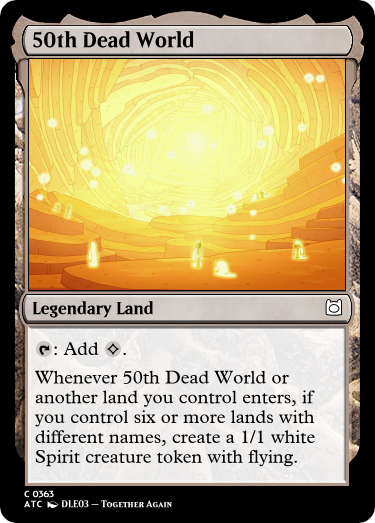 50th Dead World
Legendary Land
: Add .
Whenever 50th Dead World or
another land you control enters, if
you control six or more lands with
different names, create a 1/1 white
Spirit creature token with flying.
C 0363
ATC DLE03 — Together Again